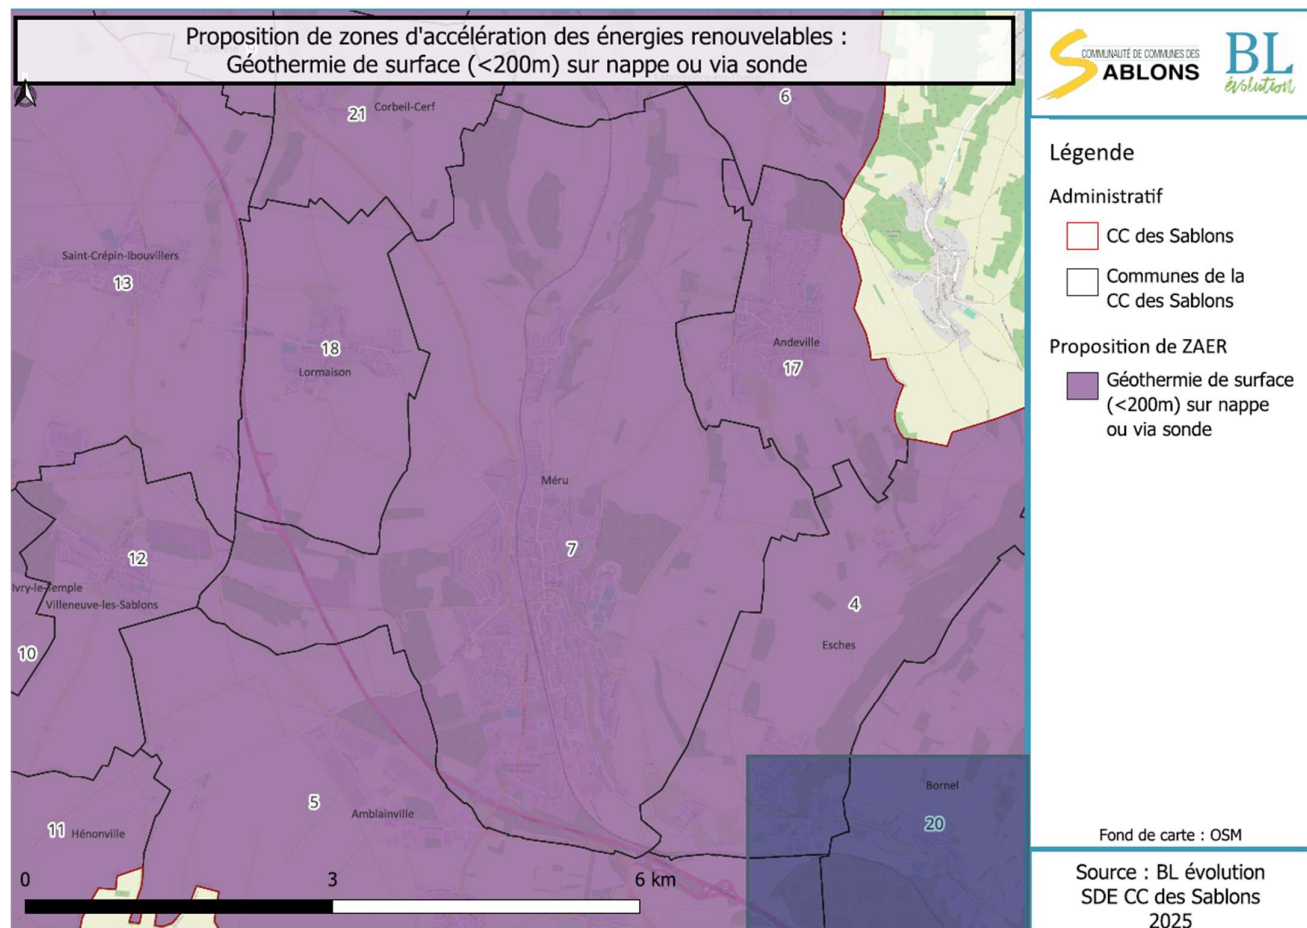 Proposition de zones d'accélération des énergies renouvelables :
Géothermie de surface (<200m) sur nappe ou via sonde
COMMUNAUTÉ DE COMMUNES DES
SABLONS
BL
évolution
Légende
Administratif
CC des Sablons
Communes de la
CC des Sablons
Proposition de ZAER
Géothermie de surface
(<200m) sur nappe
ou via sonde
Fond de carte : OSM
Source : BL évolution
SDE CC des Sablons
2025
21
Corbeil-Cerf
6
Saint-Crépin-Ibouvillers
13
18
Lormaison
Andeville
17
Méru
7
12
Ivry-le-Temple
Villeneuve-les-Sablons
10
4
Esches
5
Amblainville
11
Hénonville
Bornel
20
0
3
6 km